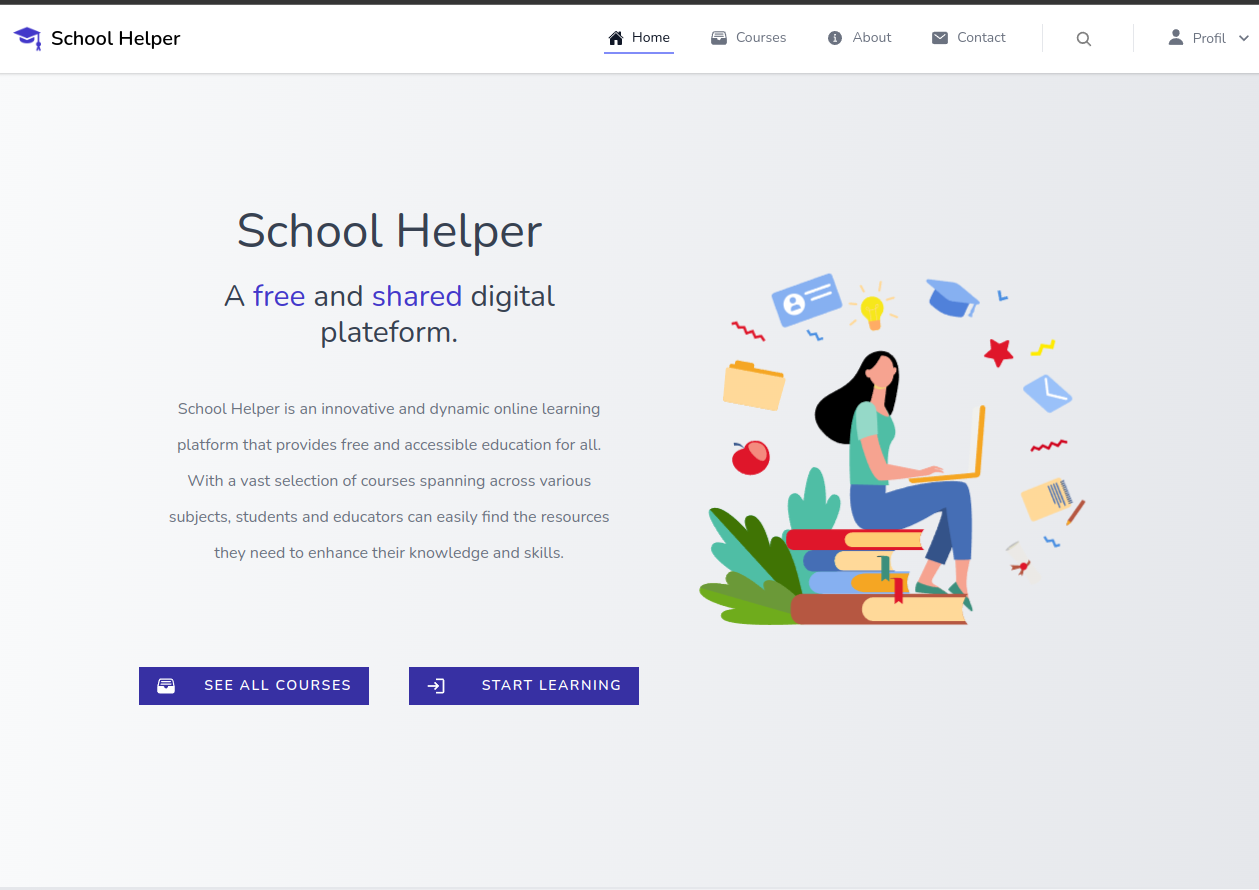 School Helper
Home
Courses
About
Contact
Profil
School Helper
A free and shared digital
plateform.
School Helper is an innovative and dynamic online learning
platform that provides free and accessible education for all.
With a vast selection of courses spanning across various
subjects, students and educators can easily find the resources
they need to enhance their knowledge and skills.
SEE ALL COURSES
START LEARNING